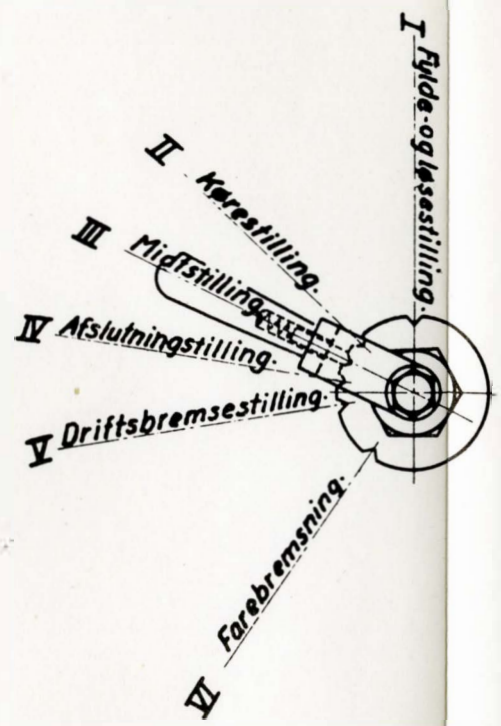 I Fylde-og løsestilling.
II Kørestilling.
III Midtstilling
IV Afslutningstilling.
V Driftsbremsestilling.
VI Farebremsning.